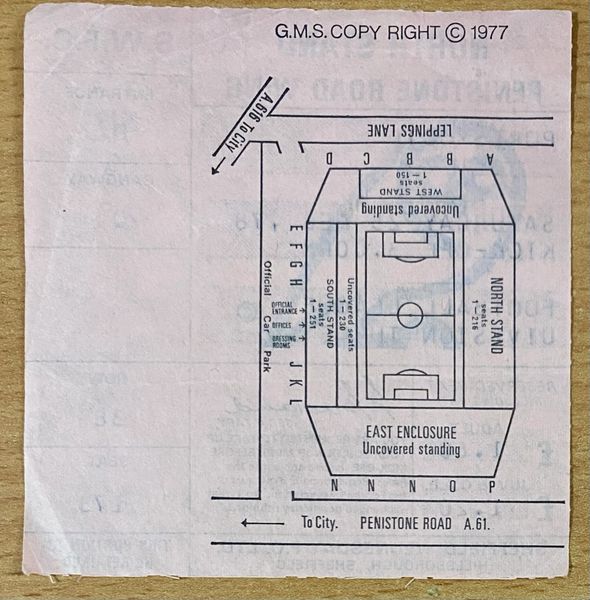 G.M.S. COPY RIGHT © 1977
A.616 To City
LEPPINGS LANE
A B B C D
WEST STAND
seats
1—150
Uncovered standing
E F G H
J K L
Official Car Park
OFFICIAL
ENTRANCE
OFFICES
DRESSING
ROOMS
SOUTH STAND
seats
1—251
Uncovered seats
1—230
NORTH STAND
seats
1—216
EAST ENCLOSURE
Uncovered standing
N N N O P
To City. PENISTONE ROAD A.61.